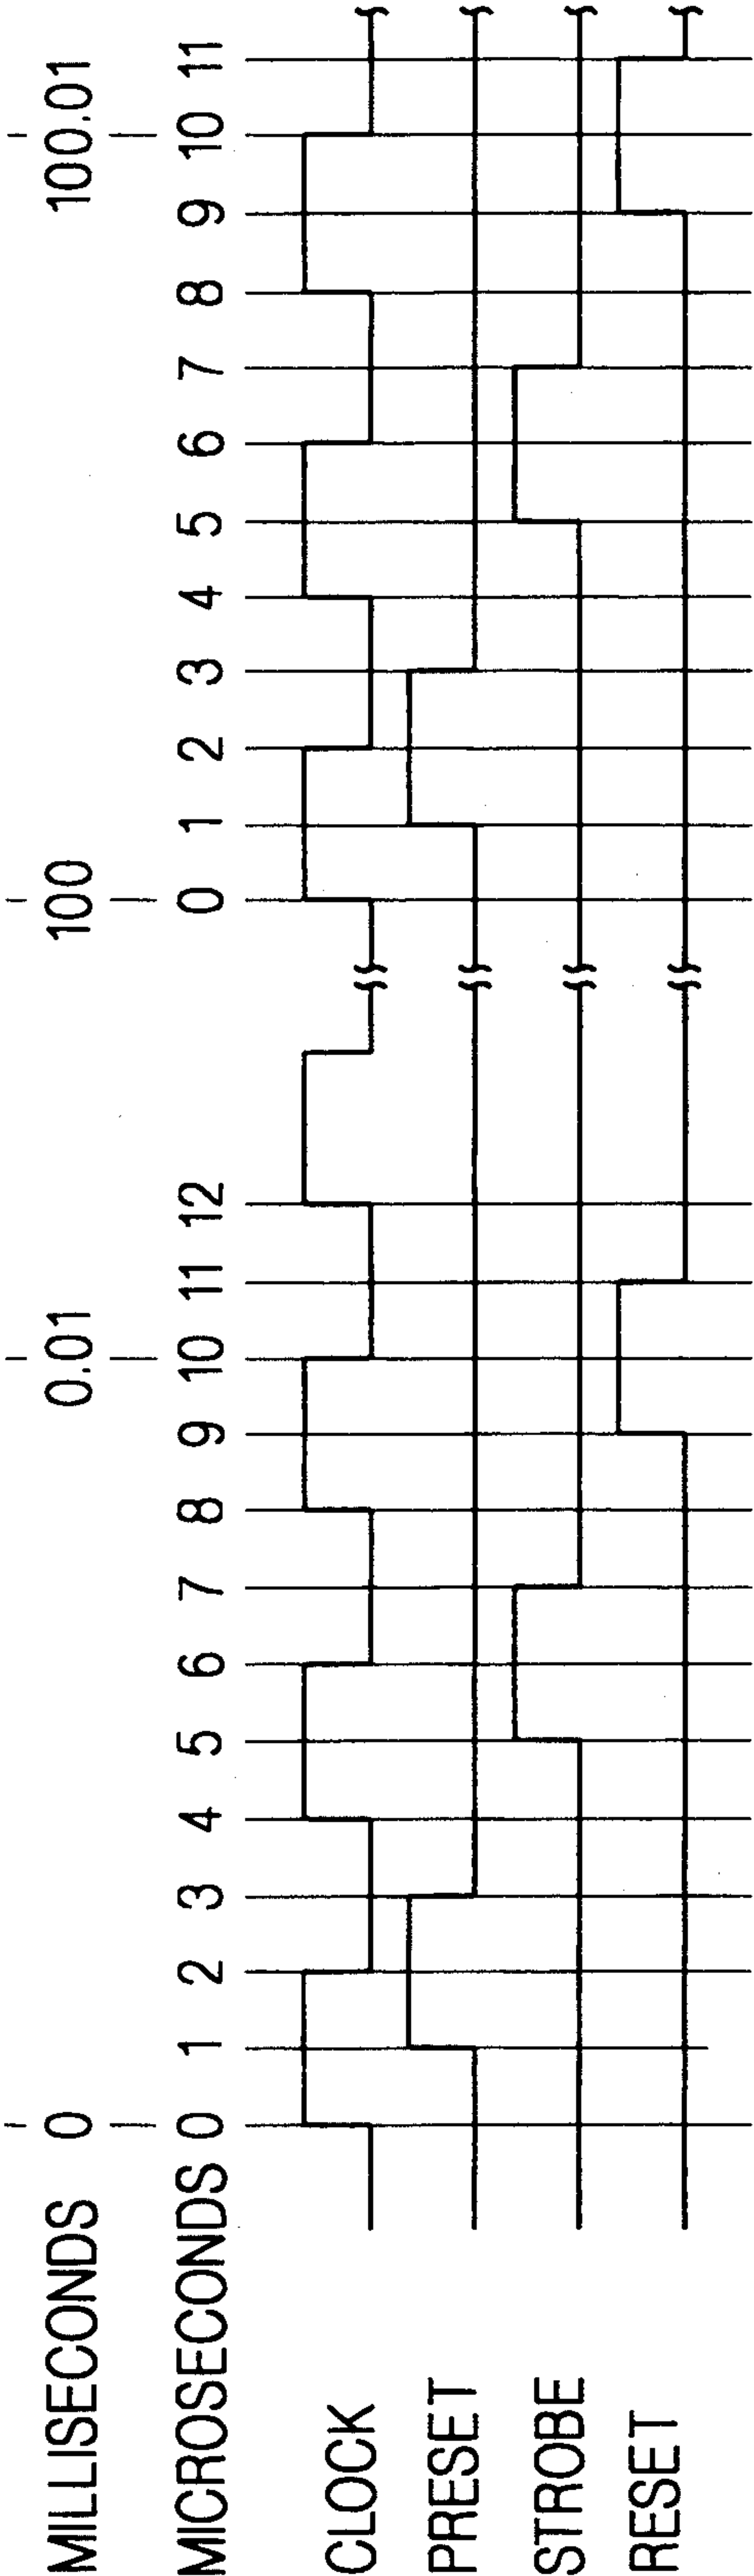 MILLISECONDS 0 0.01 100 100.01
MICROSECONDS 0 1 2 3 4 5 6 7 8 9 10 11 12 0 1 2 3 4 5 6 7 8 9 10 11
CLOCK
PRESET
STROBE
RESET